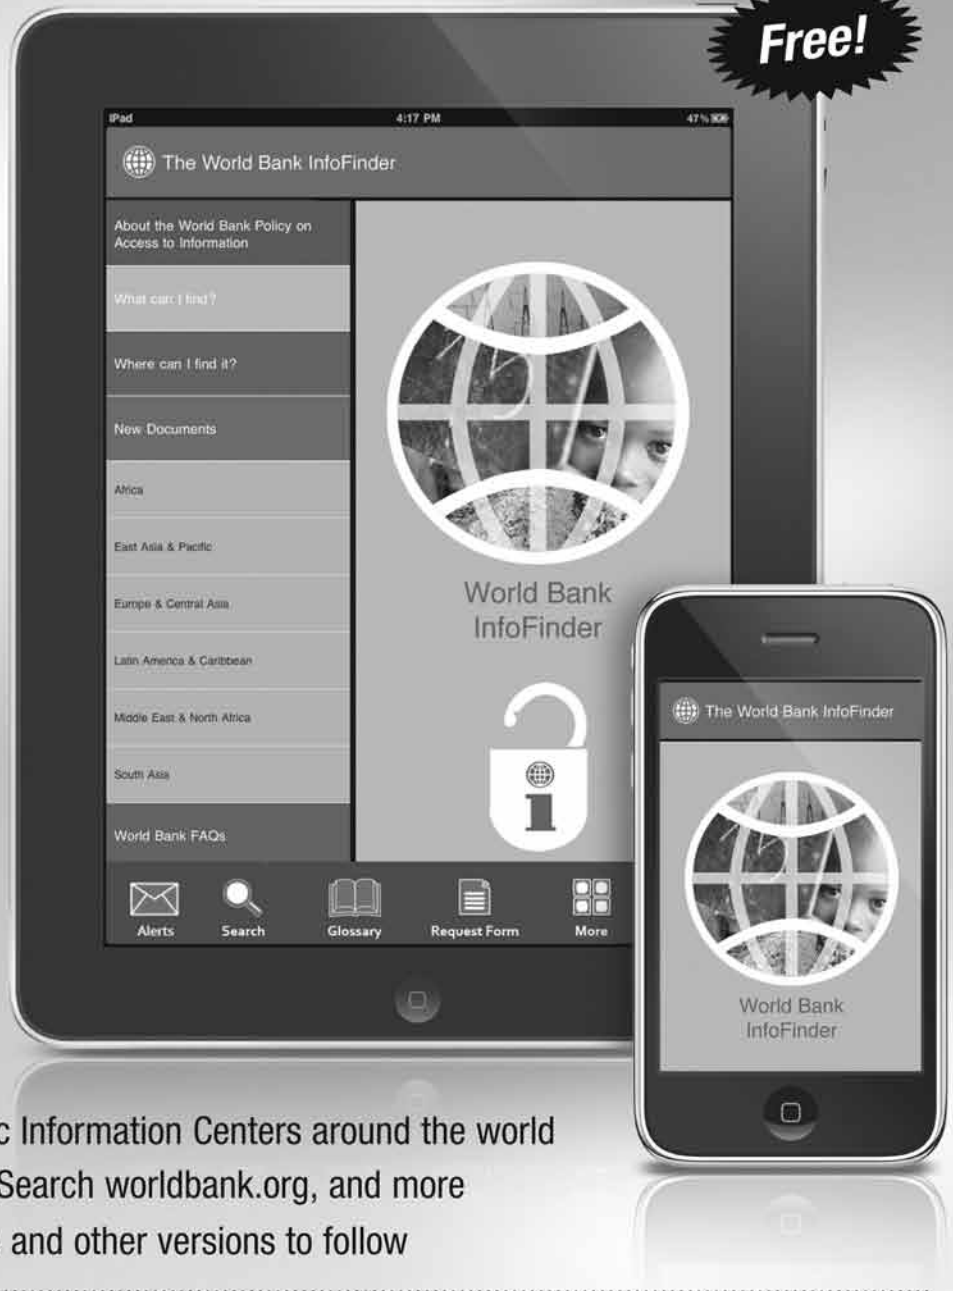 Free!
iPad
4:17 PM
47%
The World Bank InfoFinder
About the World Bank Policy on
Access to Information
What can I find?
Where can I find it?
New Documents
Africa
East Asia & Pacific
Europe & Central Asia
Latin America & Caribbean
Middle East & North Africa
South Asia
World Bank FAQs
World Bank
InfoFinder
i
Alerts
Search
Glossary
Request Form
More
The World Bank InfoFinder
World Bank
InfoFinder
c Information Centers around the world
Search worldbank.org, and more
and other versions to follow